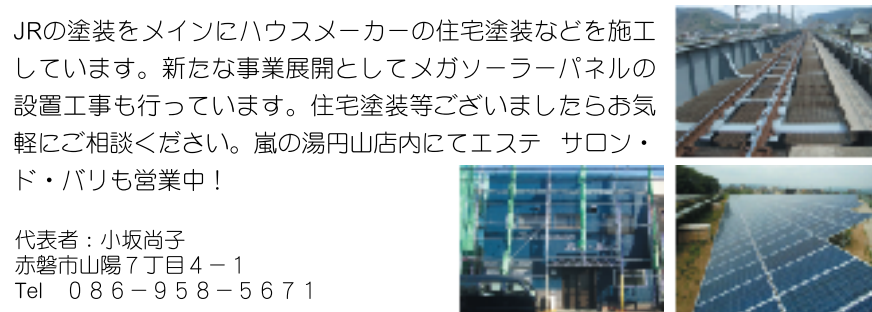 JRの塗装をメインにハウスメーカーの住宅塗装などを施工
しています。新たな事業展開としてメガソーラーパネルの
設置工事も行っています。住宅塗装等ございましたらお気
軽にご相談ください。嵐の湯円山店内にてエステ　サロン・
ド・バリも営業中！
代表者：小坂尚子
赤磐市山陽７丁目４－１
Tel　０８６－９５８－５６７１